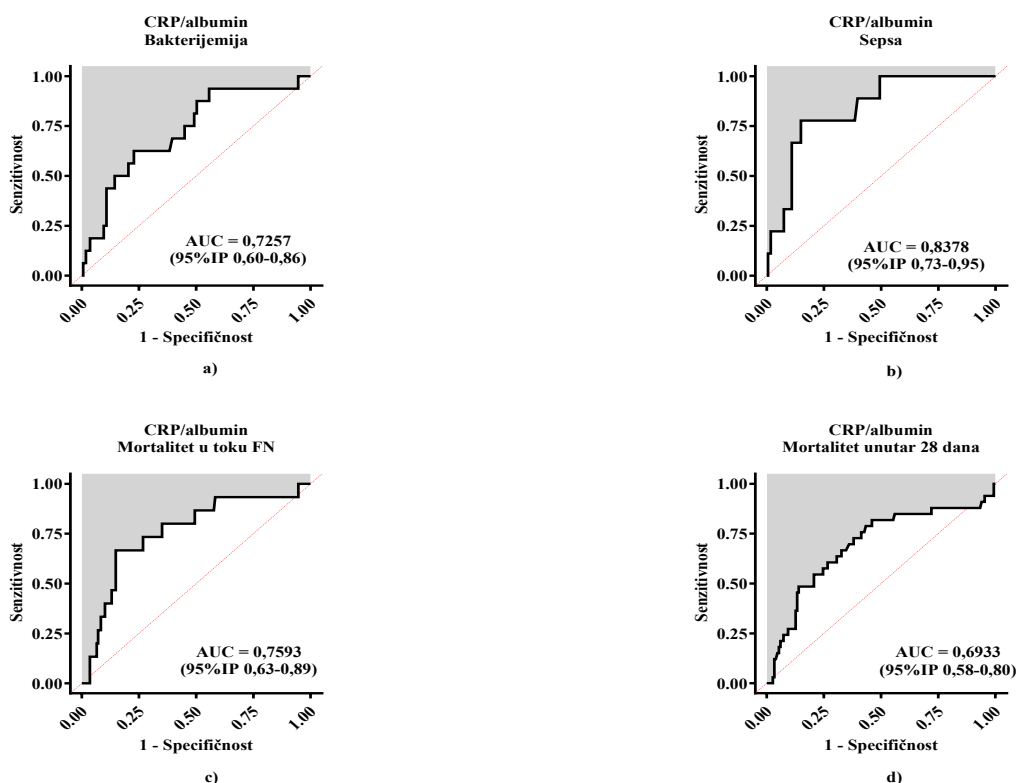 CRP/albumin
Bakterijemija
1.00
0.75
0.50
0.25
0.00
Senzitivnost
AUC = 0,7257
(95%IP 0,60-0,86)
0.00
0.25
0.50
0.75
1.00
1 - Specifičnost
a)
CRP/albumin
Sepsa
1.00
0.75
0.50
0.25
0.00
Senzitivnost
AUC = 0,8378
(95%IP 0,73-0,95)
0.00
0.25
0.50
0.75
1.00
1 - Specifičnost
b)
CRP/albumin
Mortalitet u toku FN
1.00
0.75
0.50
0.25
0.00
Senzitivnost
AUC = 0,7593
(95%IP 0,63-0,89)
0.00
0.25
0.50
0.75
1.00
1 - Specifičnost
c)
CRP/albumin
Mortalitet unutar 28 dana
1.00
0.75
0.50
0.25
0.00
Senzitivnost
AUC = 0,6933
(95%IP 0,58-0,80)
0.00
0.25
0.50
0.75
1.00
1 - Specifičnost
d)